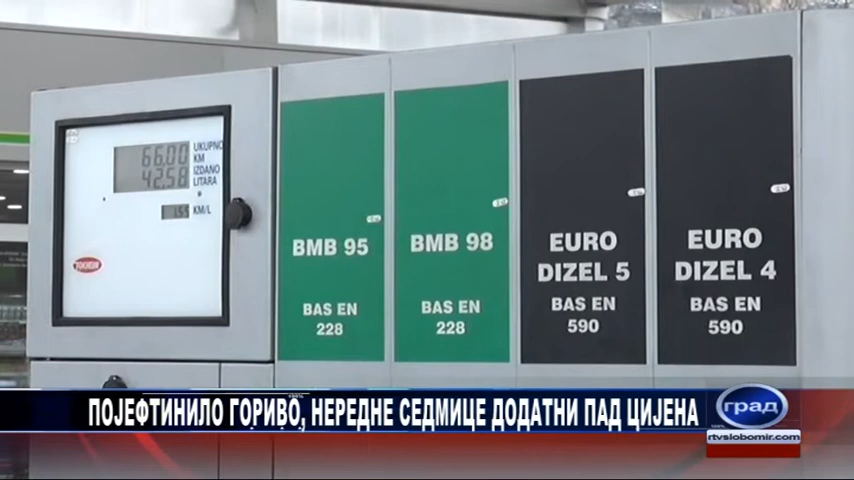 66.00 UKUPNO
KM
42.58 IZDANO
LITARA
1.55 KM/L
TOKHEIM
BMB 95
BAS EN
228
BMB 98
BAS EN
228
EURO
DIZEL 5
BAS EN
590
EURO
DIZEL 4
BAS EN
590
ПОЈЕФТИНИЛО ГОРИВО, НЕРЕДНЕ СЕДМИЦЕ ДОДАТНИ ПАД ЦИЈЕНА
град
rtvslobomir.com